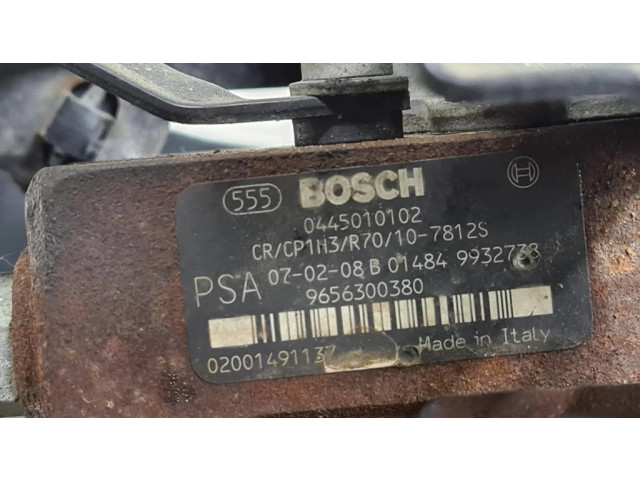 555 BOSCH
0445010102
CR/CP1H3/R70/10-7812S
PSA 07-02-08 B 01484 9932738
9656300380
02001491137 Made in Italy